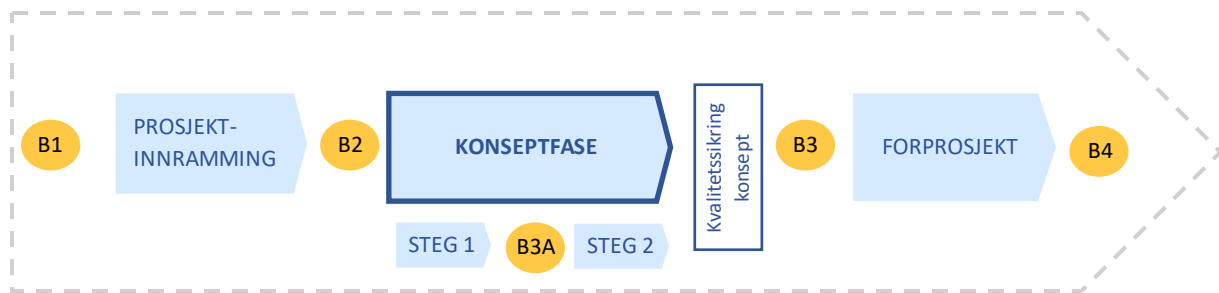 B1
PROSJEKT-
INNRAMMING
B2
KONSEPTFASE
STEG 1
B3A
STEG 2
Kvalitetssikring
konsept
B3
FORPROSJEKT
B4